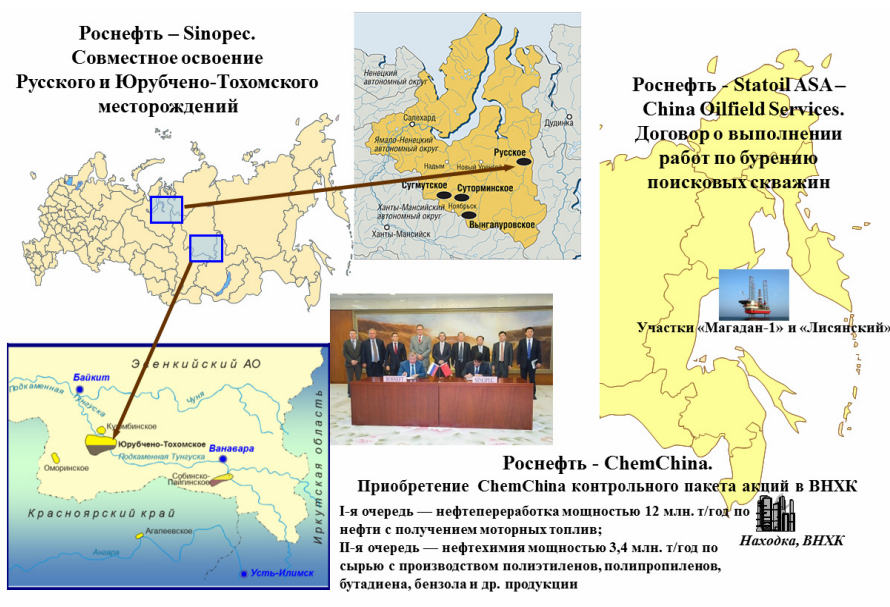 Роснефть – Sinopec.
Совместное освоение
Русского и Юрубчено-Тохомского
месторождений
Ненецкий
автономный округ
Салехард
Дудинка
Ямало-Ненецкий
автономный округ
Русское
Надым
Новый Уренгой
Сугмутское
Суторминское
Ханты-Мансийский
автономный округ
Ноябрьск
Вынгапуровское
Ханты-Мансийск
Роснефть - Statoil ASA –
China Oilfield Services.
Договор о выполнении
работ по бурению
поисковых скважин
Участки «Магадан-1» и «Лисянский»
ROSNEFT
SINOPEC
Эвенкийский АО
Байкит
Подкаменная
Тунгуска
Чуня
Куюмбинское
Юрубчено-Тохомское
Ванавара
Подкаменная Тунгуска
Оморинское
Собинско-
Пайгинское
Иркутская область
Красноярский край
Агалеевское
Ангара
Усть-Илимск
Роснефть - ChemChina.
Приобретение ChemChina контрольного пакета акций в ВНХК
I-я очередь — нефтепереработка мощностью 12 млн. т/год по
нефти с получением моторных топлив;
II-я очередь — нефтехимия мощностью 3,4 млн. т/год по
сырью с производством полиэтиленов, полипропиленов,
бутадиена, бензола и др. продукции
Находка, ВНХК